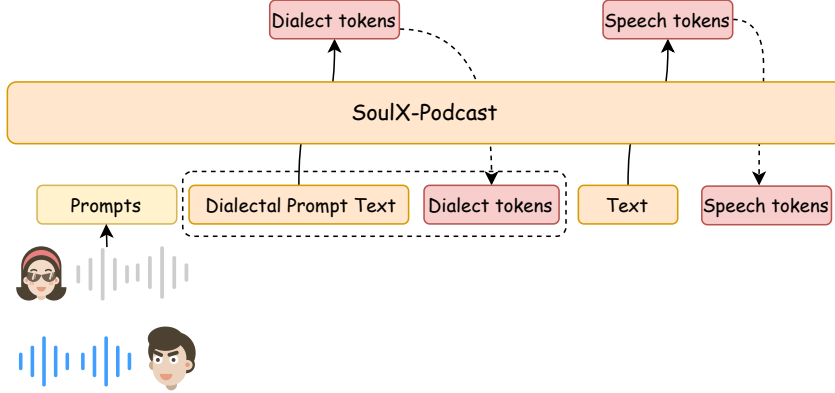 Dialect tokens
Speech tokens
SoulX-Podcast
Prompts
Dialectal Prompt Text
Dialect tokens
Text
Speech tokens